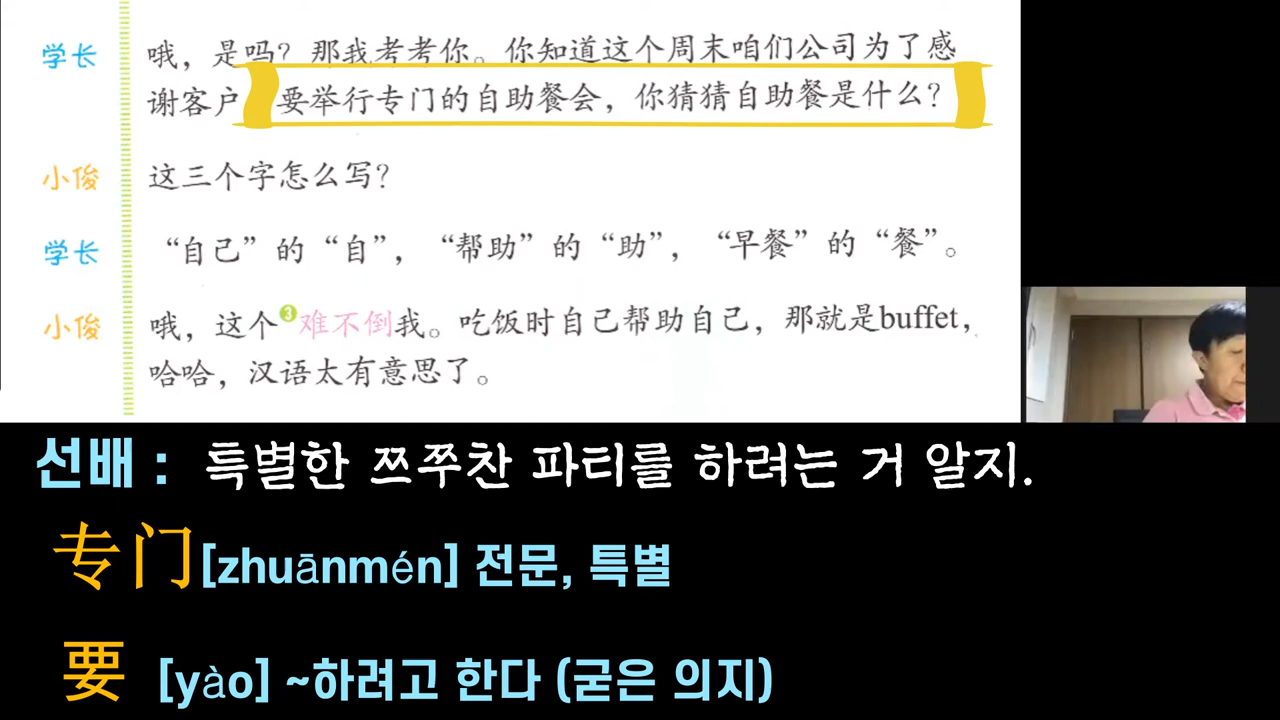 学长 哦，是吗？那我考考你。你知道这个周末咱们公司为了感
谢客户 要举行专门的自助餐会，你猜猜自助餐是什么？
小俊 这三个字怎么写？
学长 “自己”的“自”，“帮助”的“助”，“早餐”的“餐”。
小俊 哦，这个③难不倒我。吃饭时自己帮助自己，那就是buffet，
哈哈，汉语太有意思了。
선배 : 특별한 쯔쭈찬 파티를 하려는 거 알지.
专门[zhuānmén] 전문, 특별
要 [yào] ~하려고 한다 (굳은 의지)